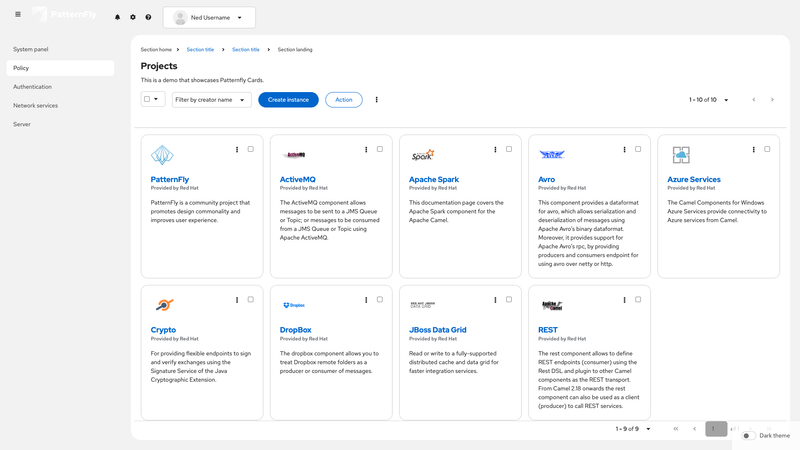 PatternFly
Ned Username
System panel
Policy
Authentication
Network services
Server
Section home
Section title
Section title
Section landing
Projects
This is a demo that showcases Patternfly Cards.
Filter by creator name
Create instance
Action
1 - 10 of 10
PatternFly
Provided by Red Hat
PatternFly is a community project that
promotes design commonality and
improves user experience.
ActiveMQ
ActiveMQ
Provided by Red Hat
The ActiveMQ component allows
messages to be sent to a JMS Queue
or Topic; or messages to be consumed
from a JMS Queue or Topic using
Apache ActiveMQ.
Spark
Apache Spark
Provided by Red Hat
This documentation page covers the
Apache Spark component for the
Apache Camel.
Avro
Provided by Red Hat
This component provides a dataformat
for avro, which allows serialization and
deserialization of messages using
Apache Avro's binary dataformat.
Moreover, it provides support for
Apache Avro's rpc, by providing
producers and consumers endpoint for
using avro over netty or http.
Azure Services
Provided by Red Hat
The Camel Components for Windows
Azure Services provide connectivity to
Azure services from Camel.
Crypto
Provided by Red Hat
For providing flexible endpoints to sign
and verify exchanges using the
Signature Service of the Java
Cryptographic Extension.
Dropbox
DropBox
Provided by Red Hat
The dropbox component allows you to
treat Dropbox remote folders as a
producer or consumer of messages.
RED HAT JBOSS
DATA GRID
JBoss Data Grid
Provided by Red Hat
Read or write to a fully-supported
distributed cache and data grid for
faster integration services.
Apache
Camel
REST
Provided by Red Hat
The rest component allows to define
REST endpoints (consumer) using the
Rest DSL and plugin to other Camel
components as the REST transport.
From Camel 2.18 onwards the rest
component can also be used as a client
(producer) to call REST services.
1 - 9 of 9
1
Dark theme